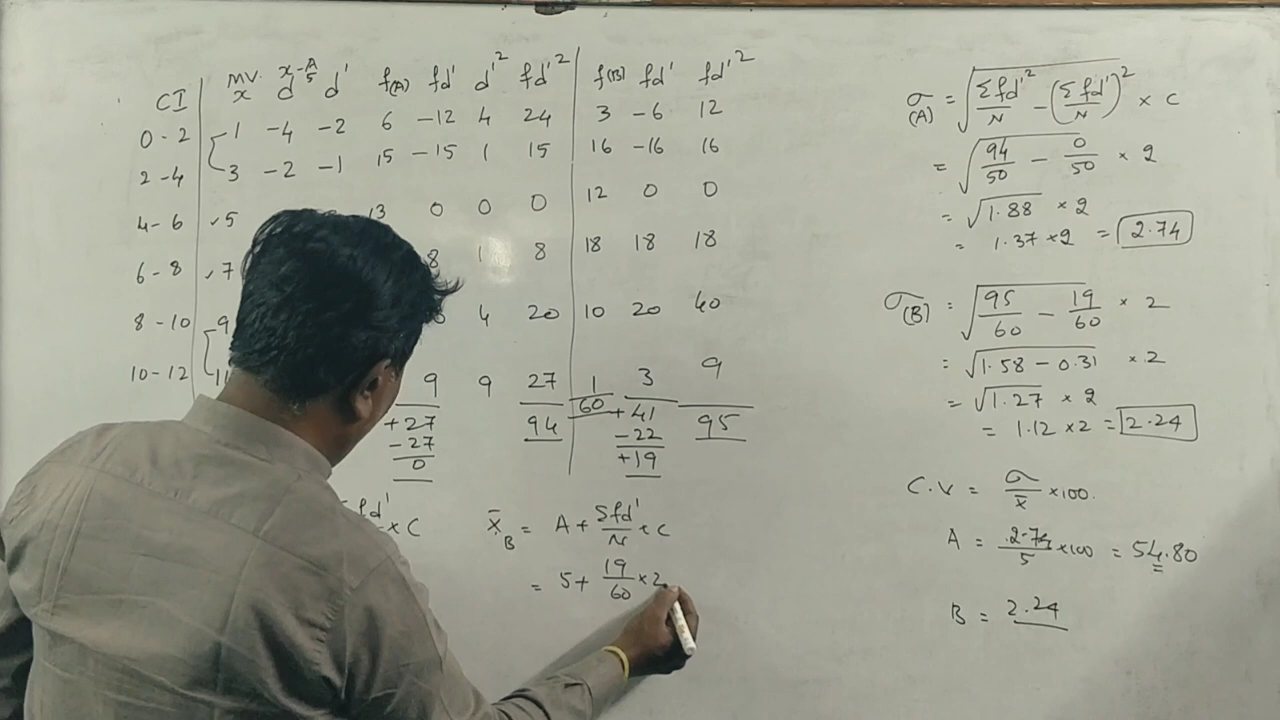 CI MV. x x-A/5 d d' f(A) fd' d'² fd'² f(B) fd' fd'²
0-2 1 -4 -2 6 -12 4 24 3 -6 12
2-4 3 -2 -1 15 -15 1 15 16 -16 16
4-6 5 13 0 0 0 12 0 0
6-8 7 8 1 8 18 18 18
8-10 9 4 20 10 20 40
10-12 11 9 9 27 1 3 9
+27 94 60 +41 95
-27 -22
0 +19
fd' × C
x̄_B = A + Σfd'/N × C
= 5 + 19/60 × 2
σ(A) = √(Σfd'²/N - (Σfd'/N)²) × C
= √(94/50 - 0/50) × 2
= √1.88 × 2
= 1.37 × 2 = 2.74
σ(B) = √(95/60 - 19/60) × 2
= √(1.58 - 0.31) × 2
= √1.27 × 2
= 1.12 × 2 = 2.24
C.V = σ/x̄ × 100.
A = 2.74/5 × 100 = 54.80
B = 2.24